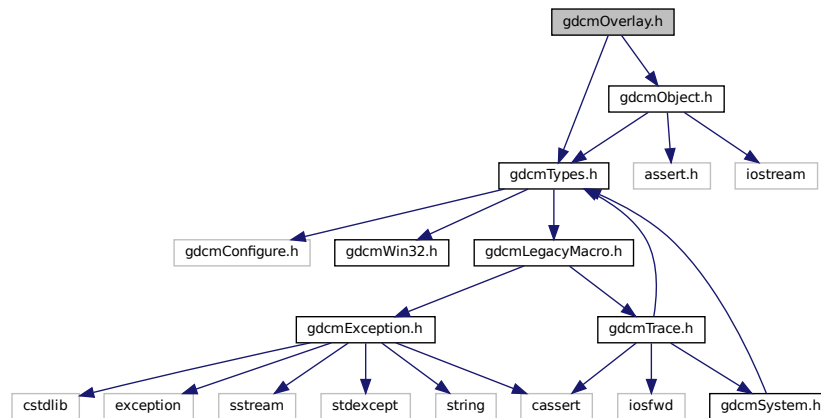 gdcmOverlay.h
gdcmObject.h
gdcmTypes.h
assert.h
iostream
gdcmConfigure.h
gdcmWin32.h
gdcmLegacyMacro.h
gdcmException.h
gdcmTrace.h
cstdlib
exception
sstream
stdexcept
string
cassert
iosfwd
gdcmSystem.h